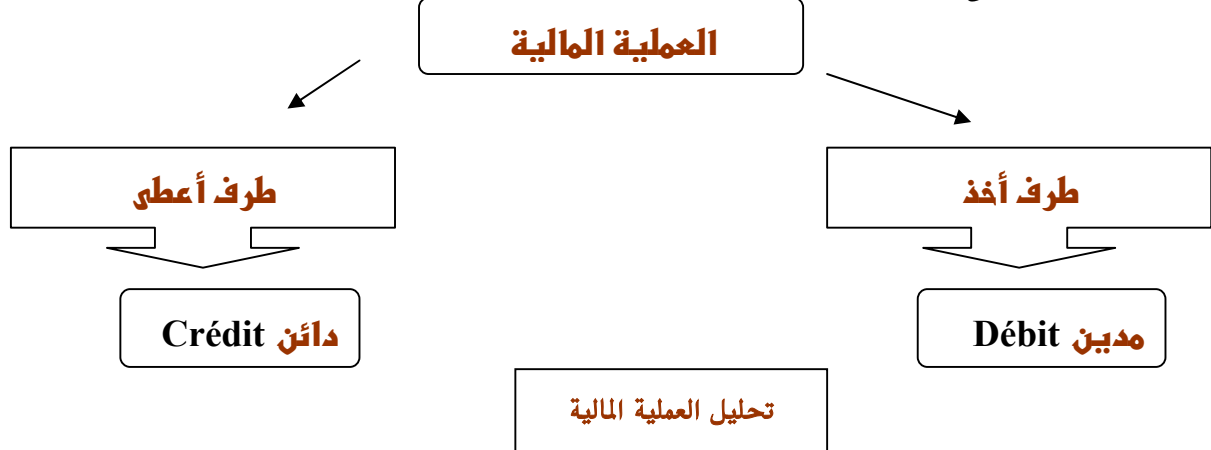 العملية المالية
طرف أخذ
طرف أعطى
مدين Débit
دائن Crédit
تحليل العملية المالية